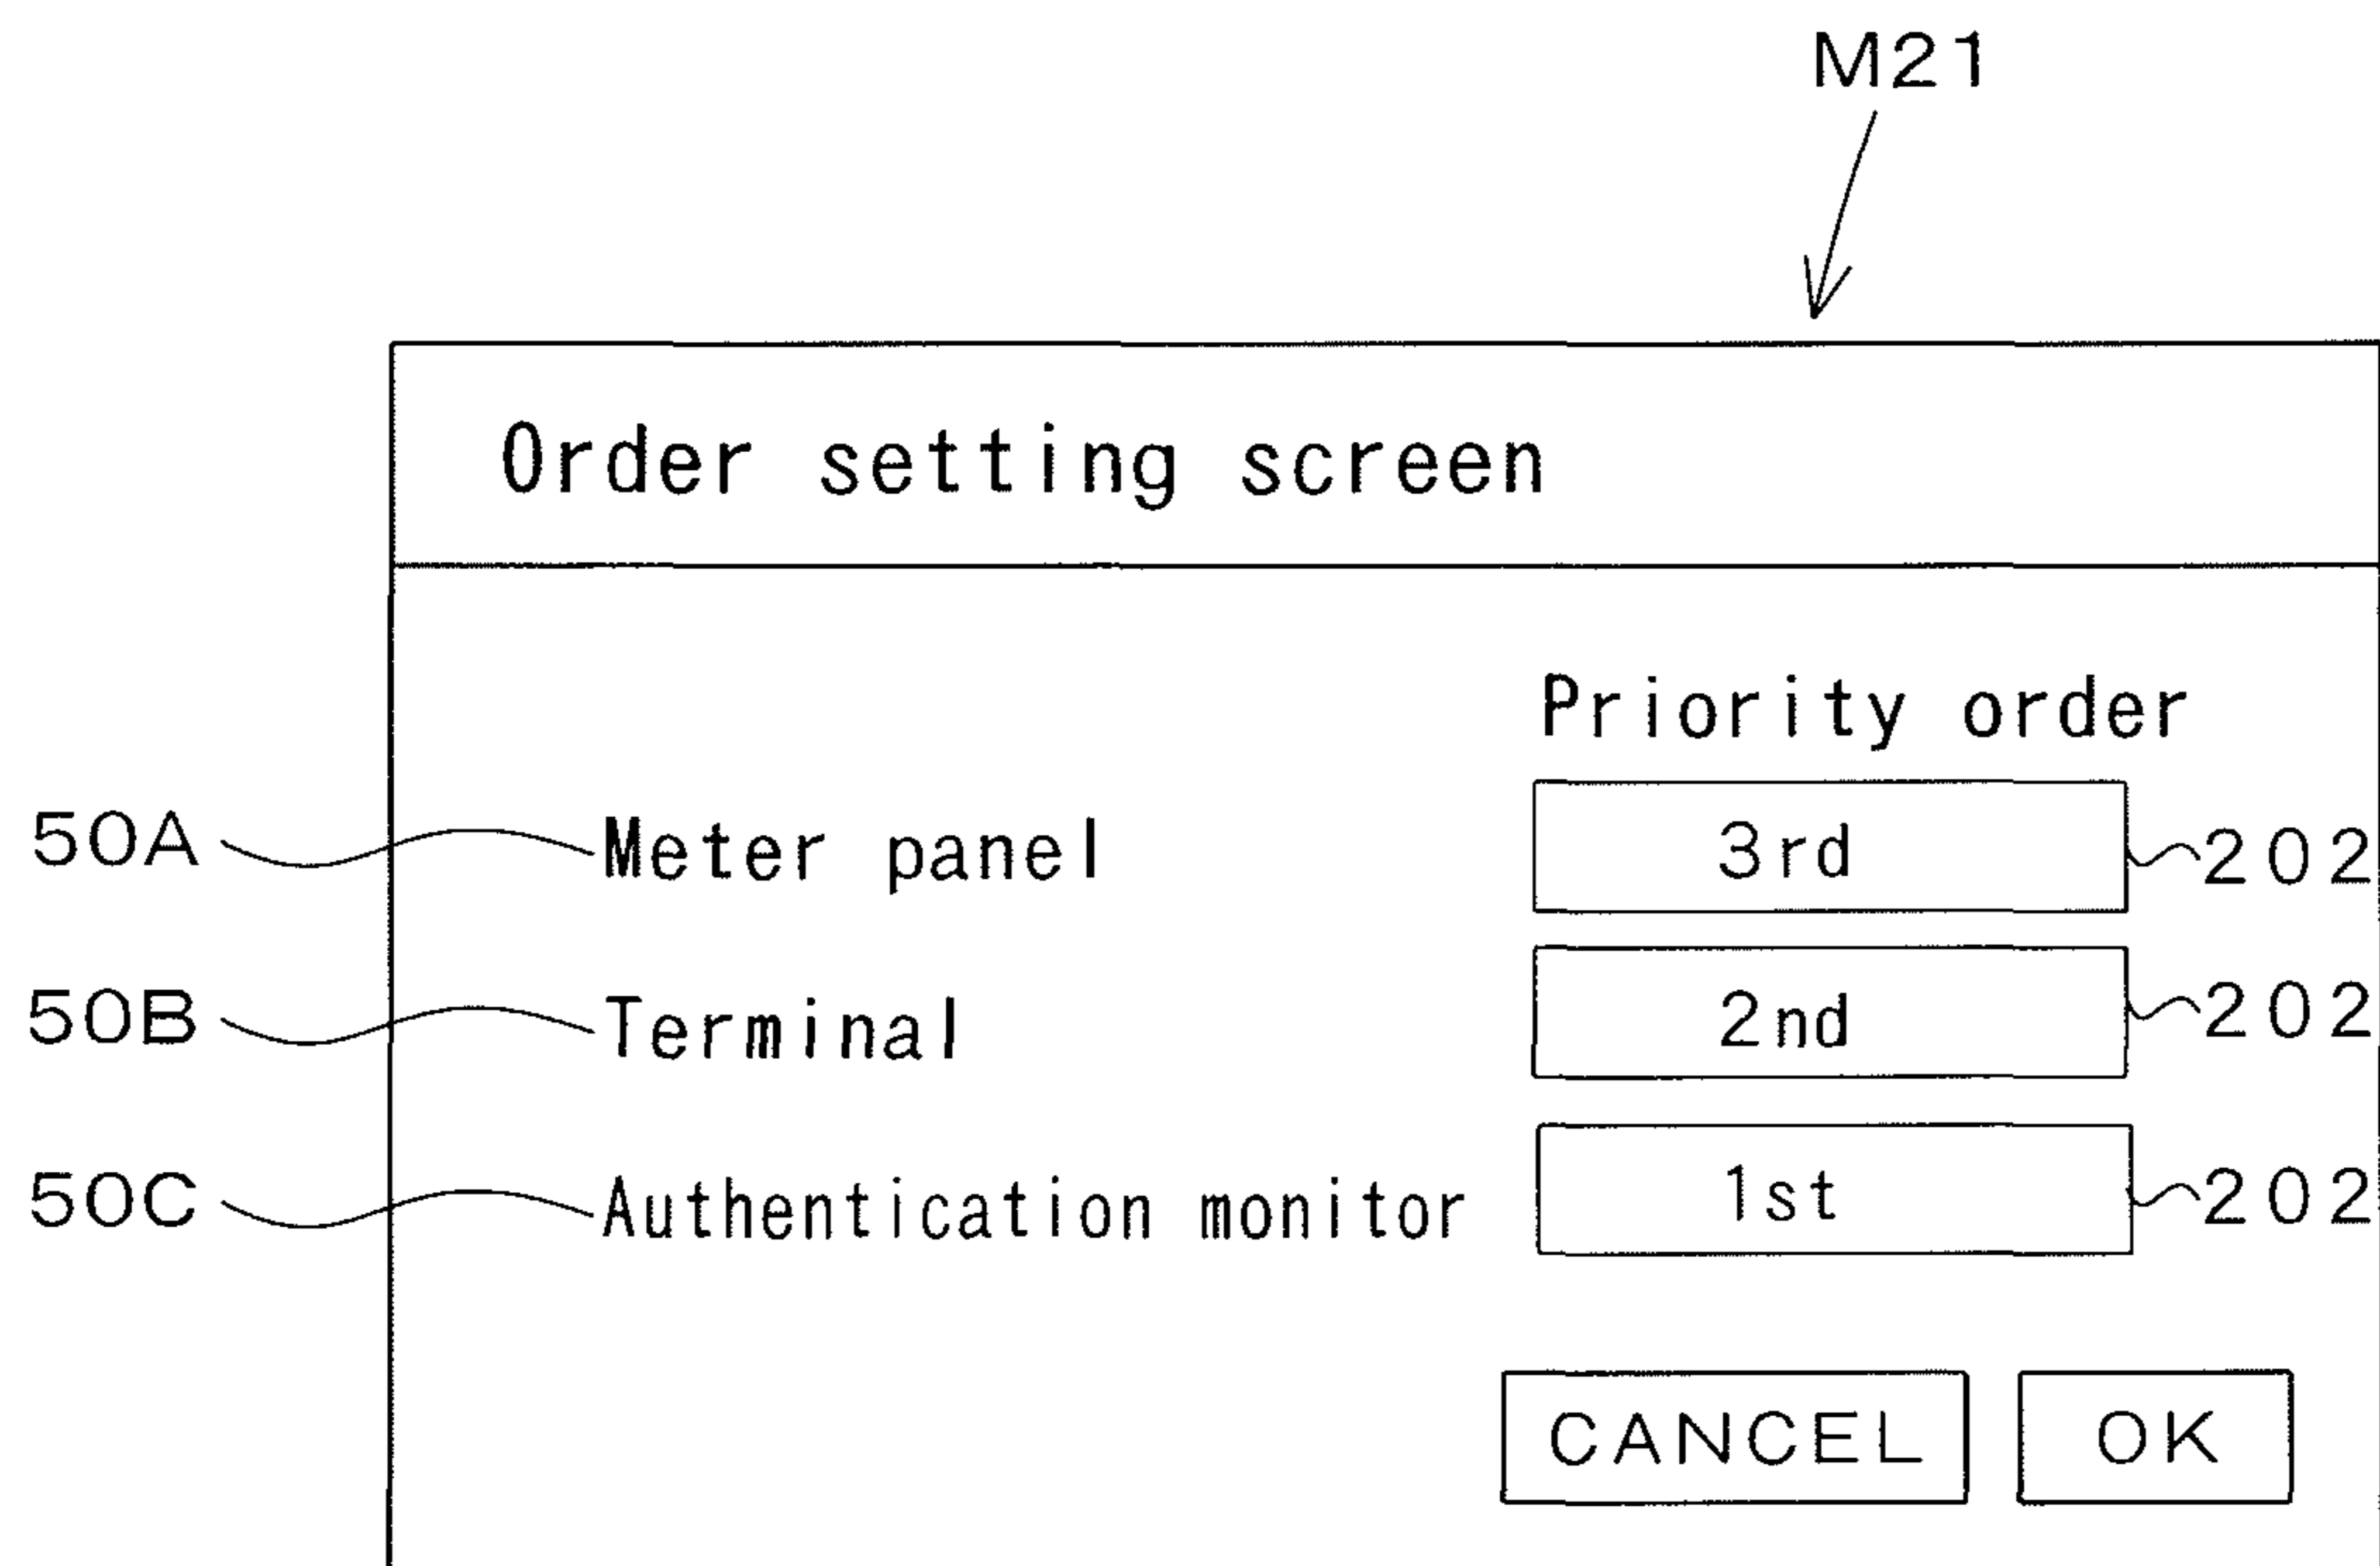 M21
Order setting screen
Priority order
50A Meter panel 3rd 202
50B Terminal 2nd 202
50C Authentication monitor 1st 202
CANCEL OK